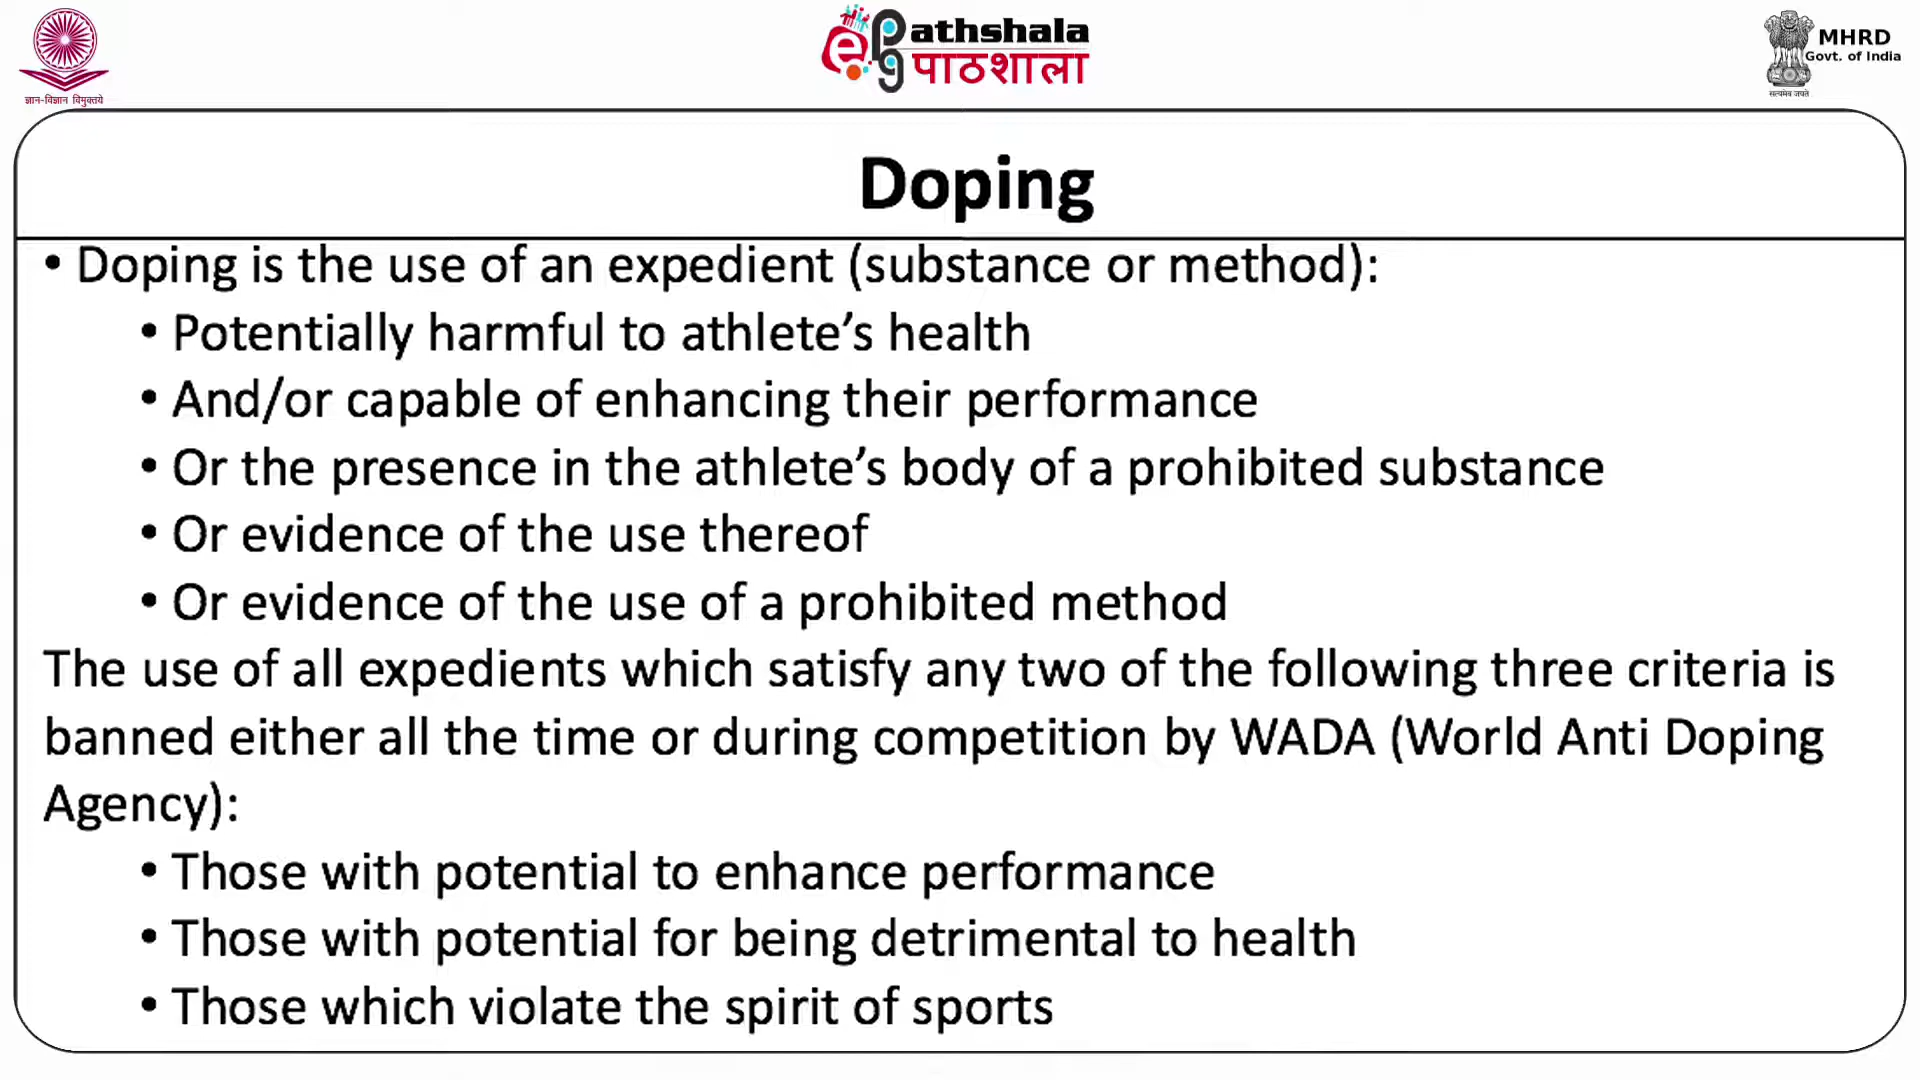 ज्ञान-विज्ञान विमुक्तये
ePGPathshala
पाठशाला
MHRD
Govt. of India
सत्यमेव जयते
Doping
• Doping is the use of an expedient (substance or method):
• Potentially harmful to athlete’s health
• And/or capable of enhancing their performance
• Or the presence in the athlete’s body of a prohibited substance
• Or evidence of the use thereof
• Or evidence of the use of a prohibited method
The use of all expedients which satisfy any two of the following three criteria is
banned either all the time or during competition by WADA (World Anti Doping
Agency):
• Those with potential to enhance performance
• Those with potential for being detrimental to health
• Those which violate the spirit of sports